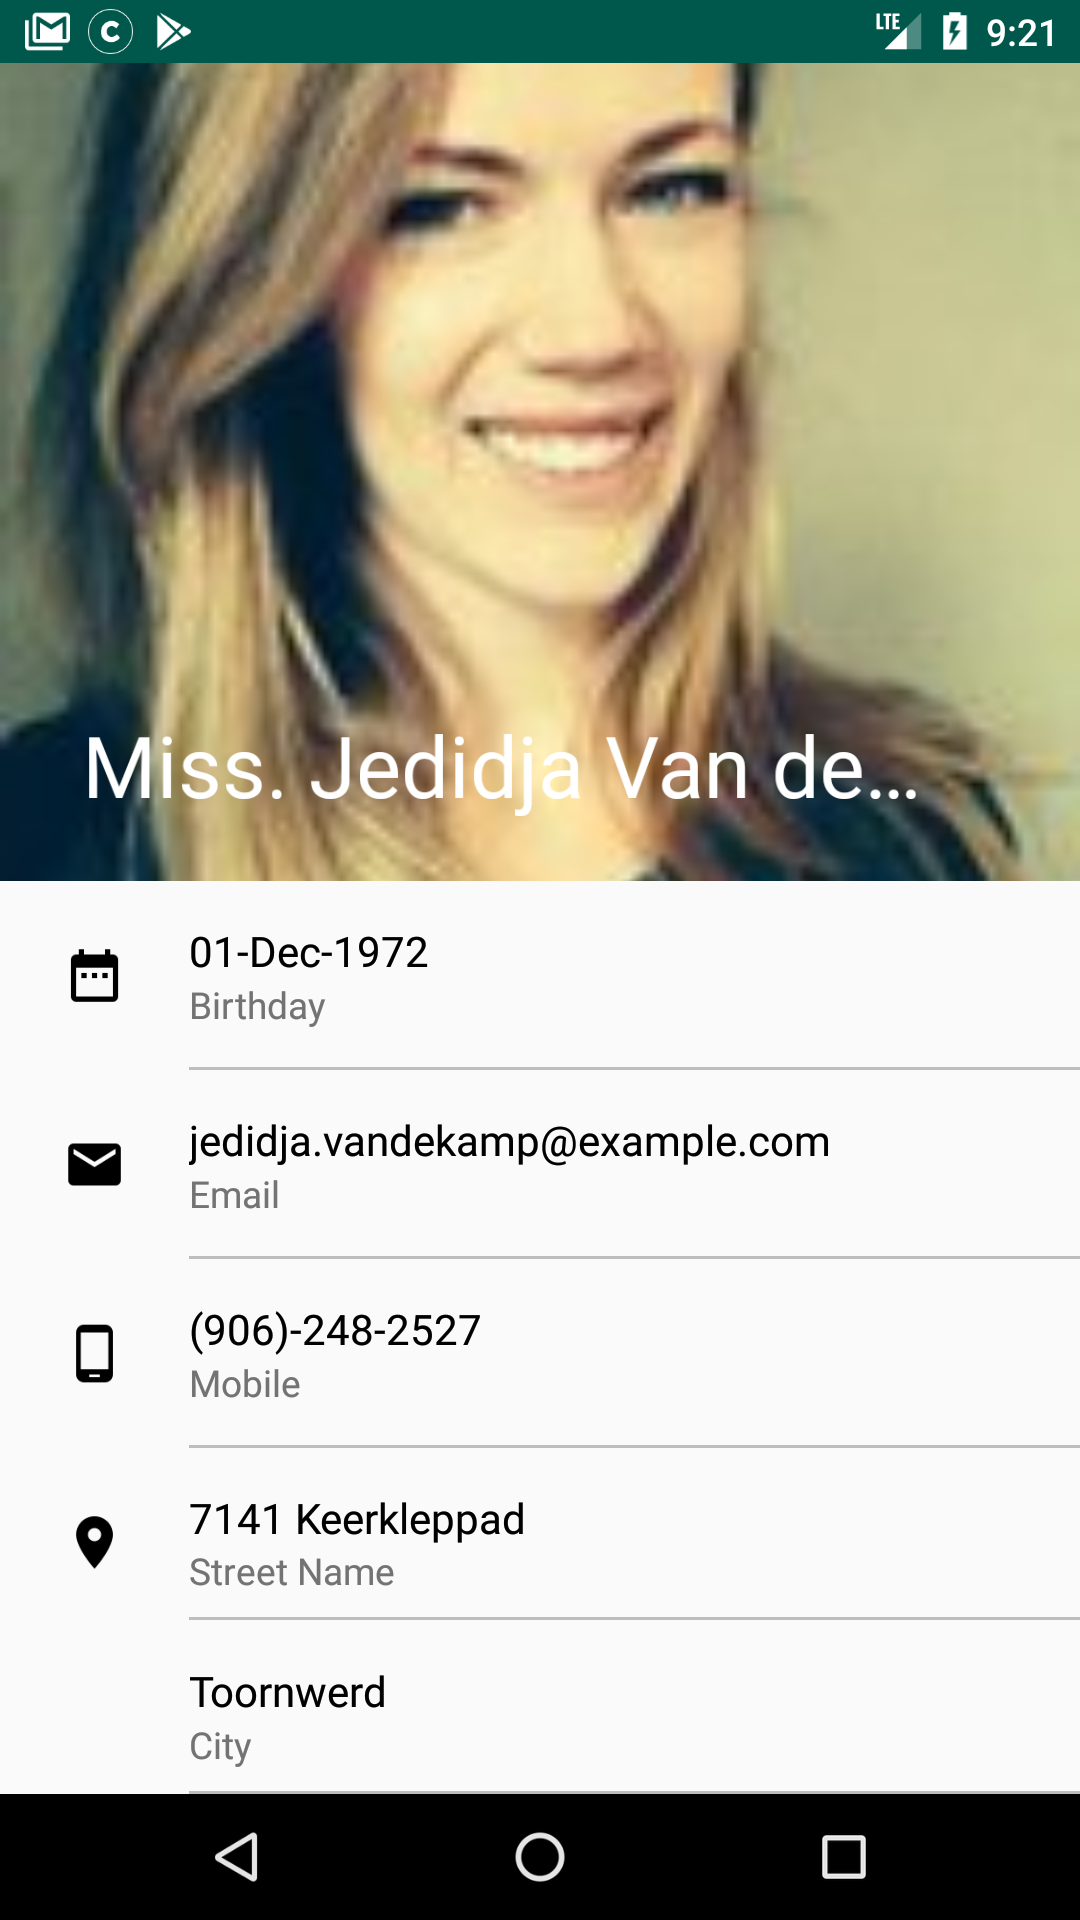 LTE 9:21
Miss. Jedidja Van de...
01-Dec-1972
Birthday
jedidja.vandekamp@example.com
Email
(906)-248-2527
Mobile
7141 Keerkleppad
Street Name
Toornwerd
City